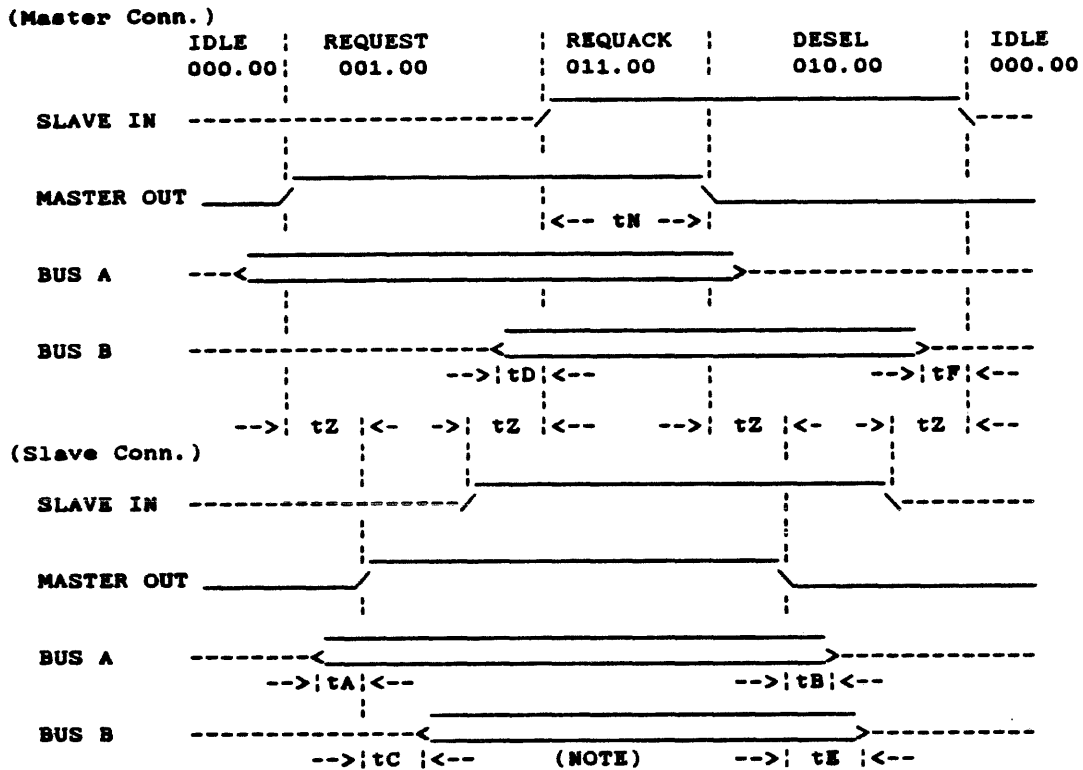 (Master Conn.)
IDLE REQUEST REQUACK DESEL IDLE
000.00 001.00 011.00 010.00 000.00
SLAVE IN
MASTER OUT
<-- tN -->
BUS A
BUS B
-->|tD|<-- -->|tF|<--
-->| tZ |<- ->| tZ |<-- -->| tZ |<- ->| tZ |<--
(Slave Conn.)
SLAVE IN
MASTER OUT
BUS A
-->|tA|<-- -->|tB|<--
BUS B
-->|tC |<-- (NOTE) -->| tE |<--